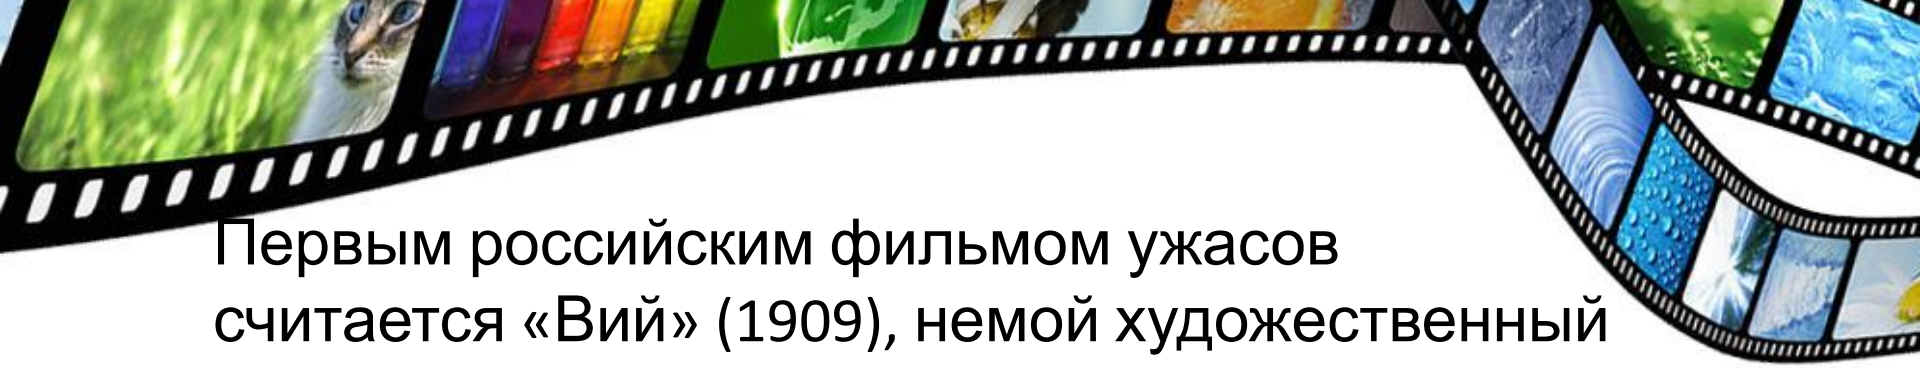 Первым российским фильмом ужасов
считается «Вий» (1909), немой художественный